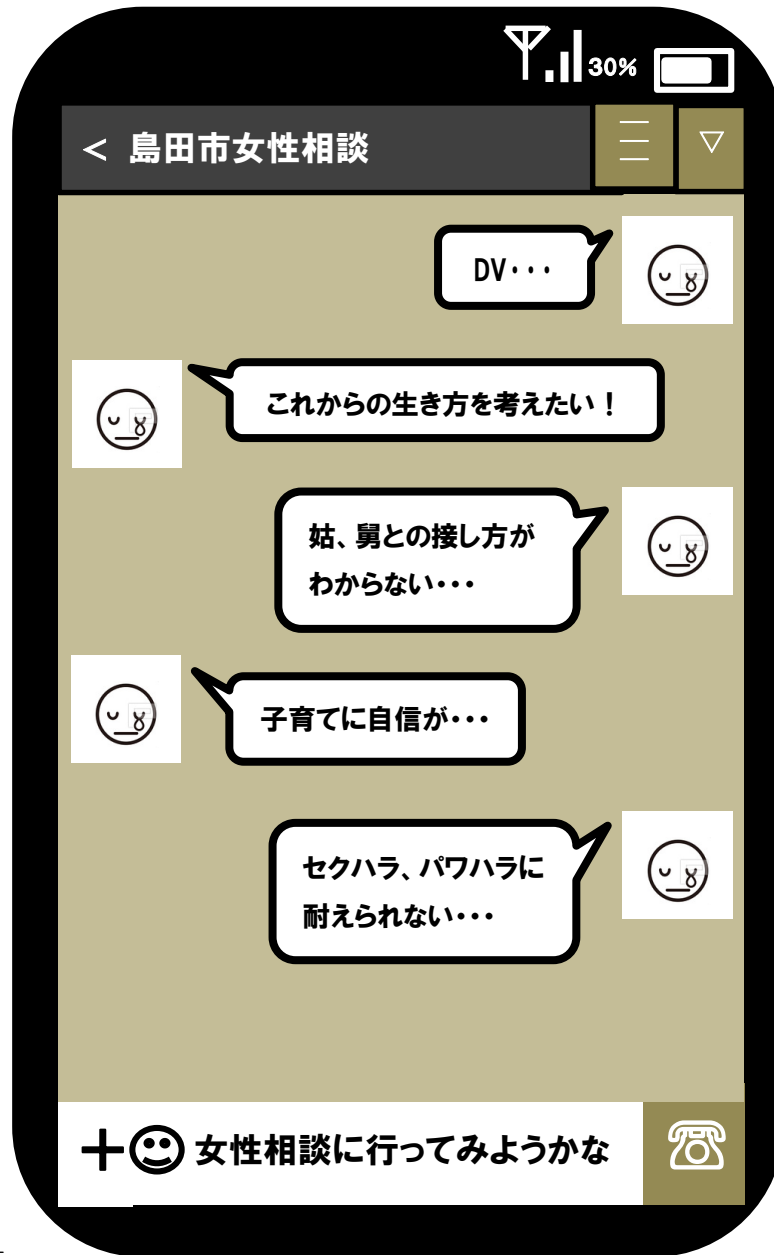 30%
< 島田市女性相談
DV・・・
これからの生き方を考えたい！
姑、舅との接し方が
わからない・・・
子育てに自信が・・・
セクハラ、パワハラに
耐えられない・・・
女性相談に行ってみようかな